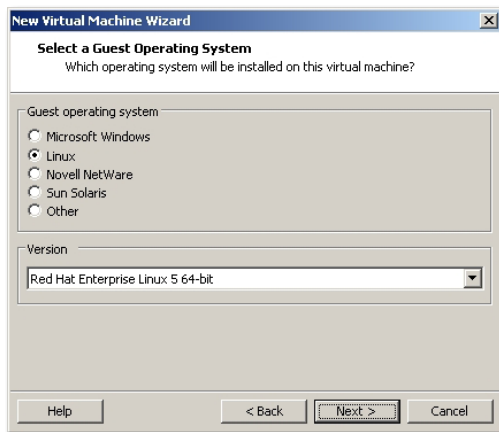 New Virtual Machine Wizard
Select a Guest Operating System
Which operating system will be installed on this virtual machine?
Guest operating system
Microsoft Windows
Linux
Novell NetWare
Sun Solaris
Other
Version
Red Hat Enterprise Linux 5 64-bit
Help
< Back
Next >
Cancel